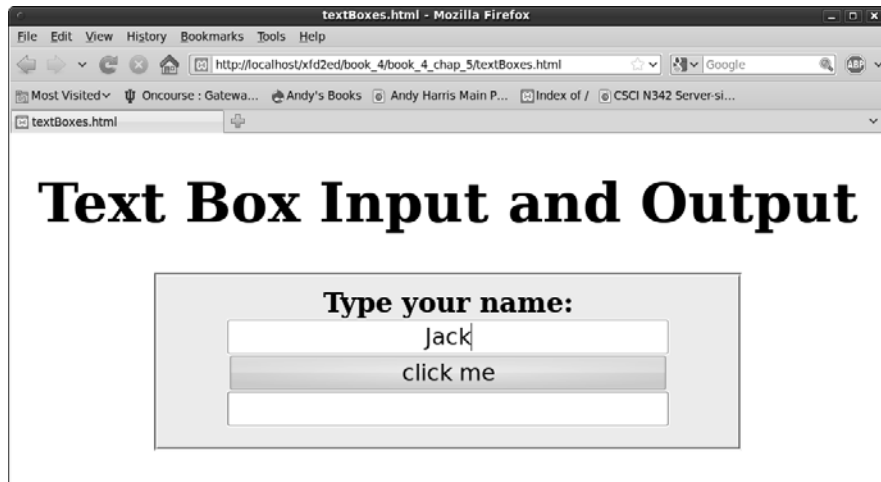 textBoxes.html - Mozilla Firefox
File Edit View History Bookmarks Tools Help
http://localhost/xfd2ed/book_4/book_4_chap_5/textBoxes.html Google ABP
Most Visited Oncourse : Gatewa... Andy's Books Andy Harris Main P... Index of / CSCI N342 Server-si...
textBoxes.html
Text Box Input and Output
Type your name:
Jack
click me